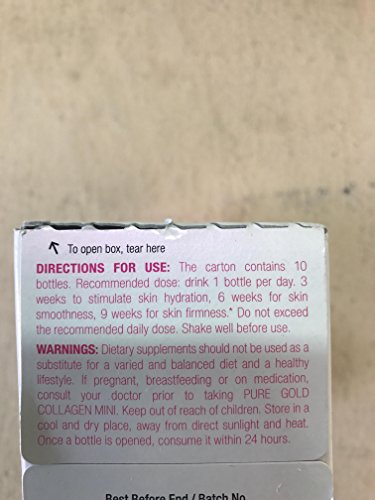 To open box, tear here
DIRECTIONS FOR USE: The carton contains 10
bottles. Recommended dose: drink 1 bottle per day. 3
weeks to stimulate skin hydration, 6 weeks for skin
smoothness, 9 weeks for skin firmness.* Do not exceed
the recommended daily dose. Shake well before use.
WARNINGS: Dietary supplements should not be used as a
substitute for a varied and balanced diet and a healthy
lifestyle. If pregnant, breastfeeding or on medication,
consult your doctor prior to taking PURE GOLD
COLLAGEN MINI. Keep out of reach of children. Store in a
cool and dry place, away from direct sunlight and heat.
Once a bottle is opened, consume it within 24 hours.
Best Before End / Batch No